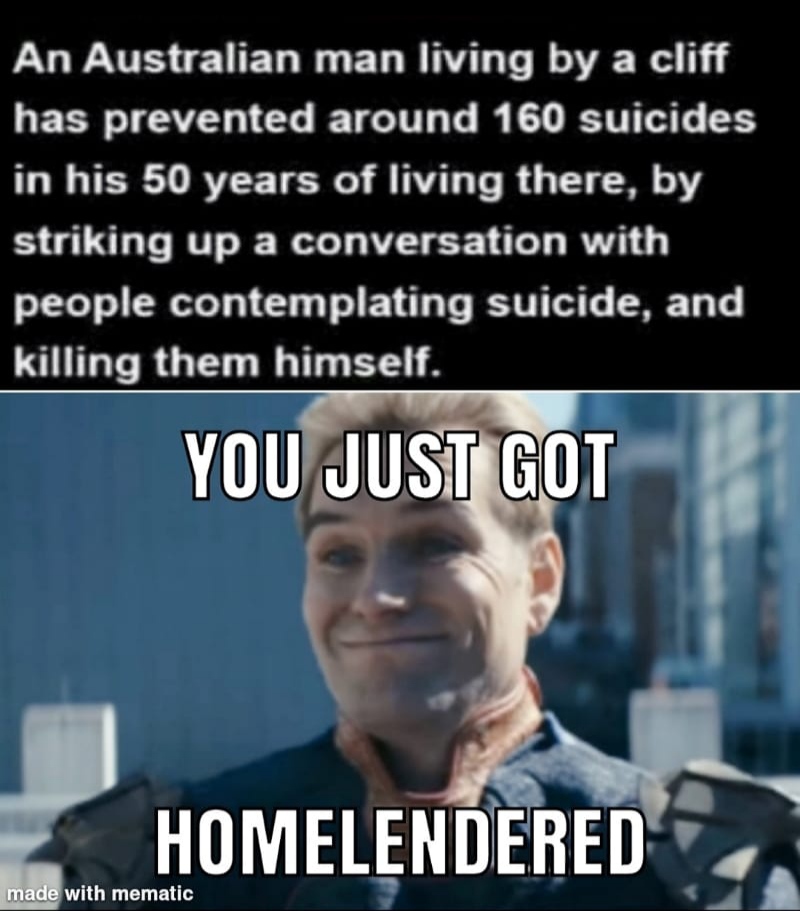 An Australian man living by a cliff
has prevented around 160 suicides
in his 50 years of living there, by
striking up a conversation with
people contemplating suicide, and
killing them himself.
YOU JUST GOT
HOMELENDERED
made with mematic